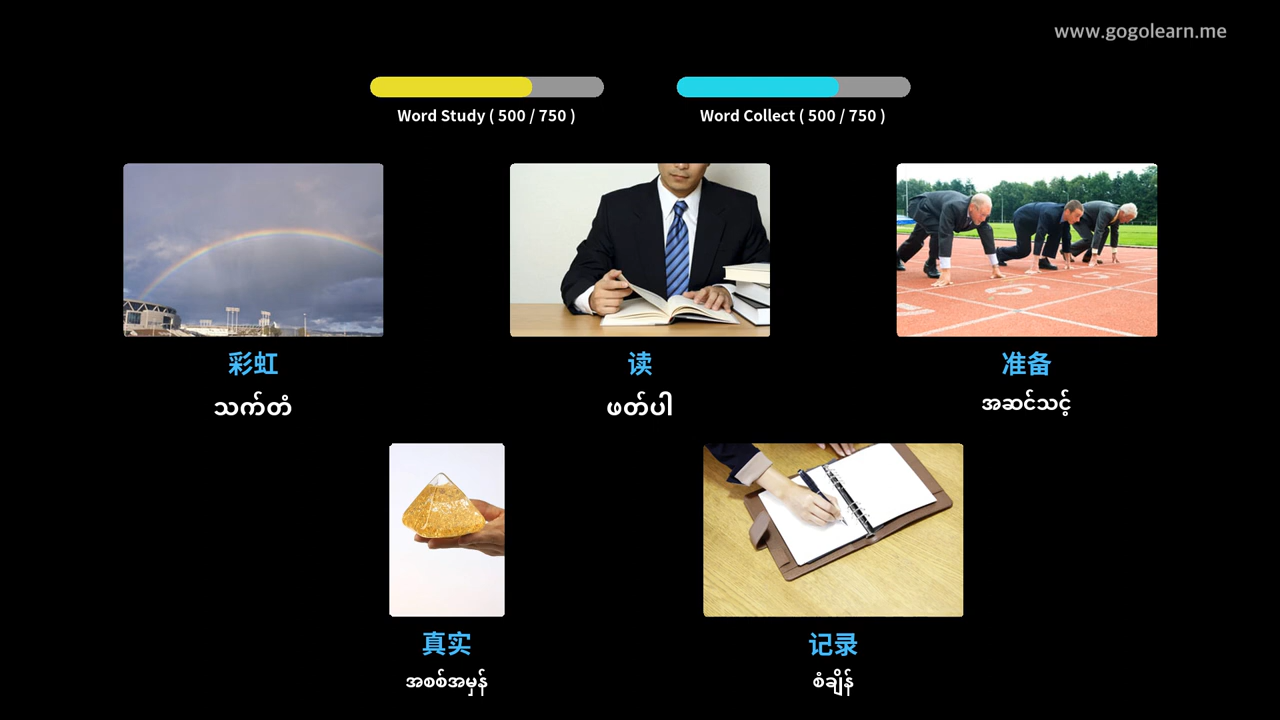 www.gogolearn.me
Word Study ( 500 / 750 )
Word Collect ( 500 / 750 )
彩虹
读
准备
သက်တံ
ဖတ်ပါ
အဆင်သင့်
真实
记录
အစစ်အမှန်
စံချိန်